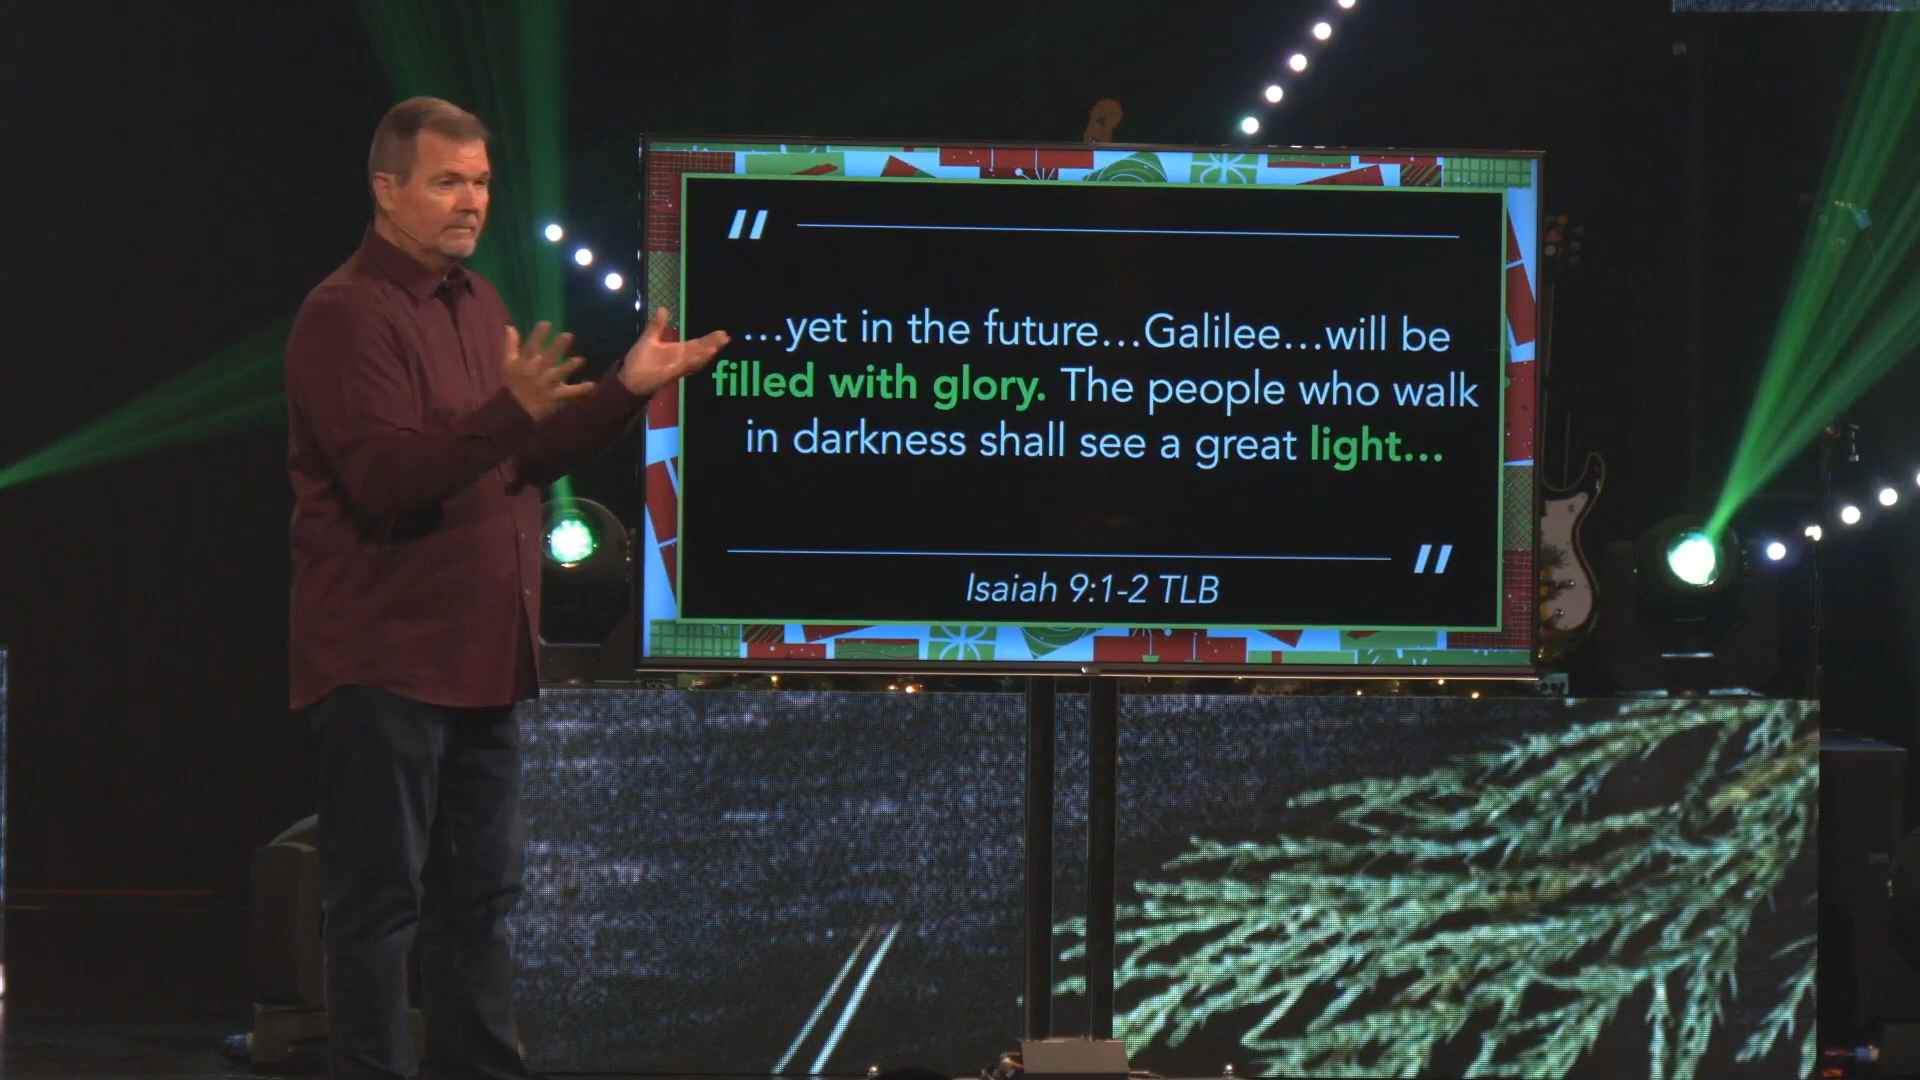 "
…yet in the future…Galilee…will be
filled with glory. The people who walk
in darkness shall see a great light…
"
Isaiah 9:1-2 TLB